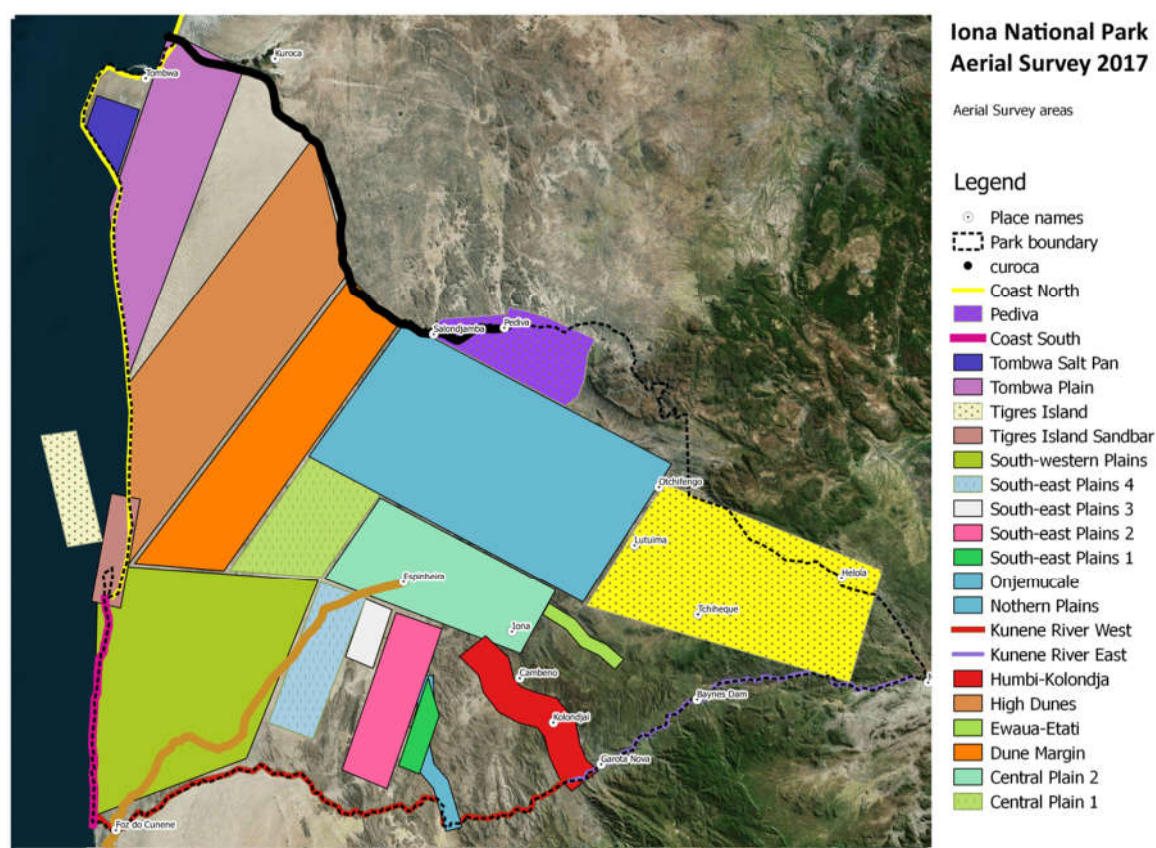 Iona National Park
Aerial Survey 2017
Aerial Survey areas
Legend
Place names
Park boundary
curoca
Coast North
Pediva
Coast South
Tombwa Salt Pan
Tombwa Plain
Tigres Island
Tigres Island Sandbar
South-western Plains
South-east Plains 4
South-east Plains 3
South-east Plains 2
South-east Plains 1
Onjemucale
Nothern Plains
Kunene River West
Kunene River East
Humbi-Kolondja
High Dunes
Ewaua-Etati
Dune Margin
Central Plain 2
Central Plain 1
Kuroca
Tombwa
Salondjamba
Pediva
Otchifengo
Lutuima
Helola
Espinheira
Tchiheque
Iona
Cambeno
Baynes Dam
Kolondjai
Garota Nova
Foz do Cunene